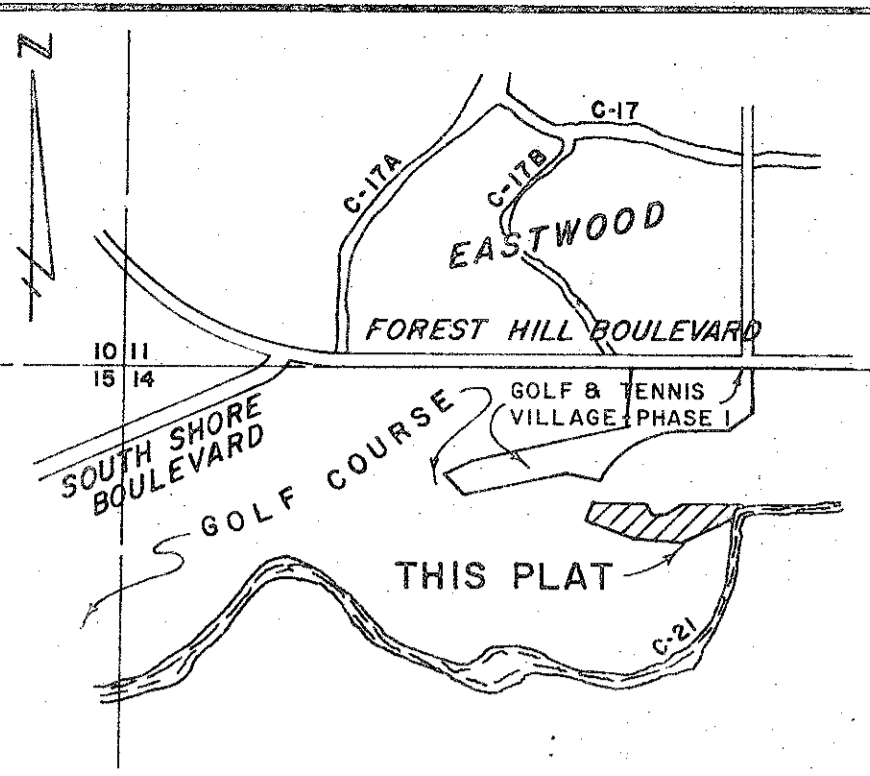 N
C-17
C-17A
C-17B
EASTWOOD
FOREST HILL BOULEVARD
10 11
15 14
GOLF & TENNIS
VILLAGE-PHASE I
SOUTH SHORE
BOULEVARD
GOLF COURSE
THIS PLAT
C-21